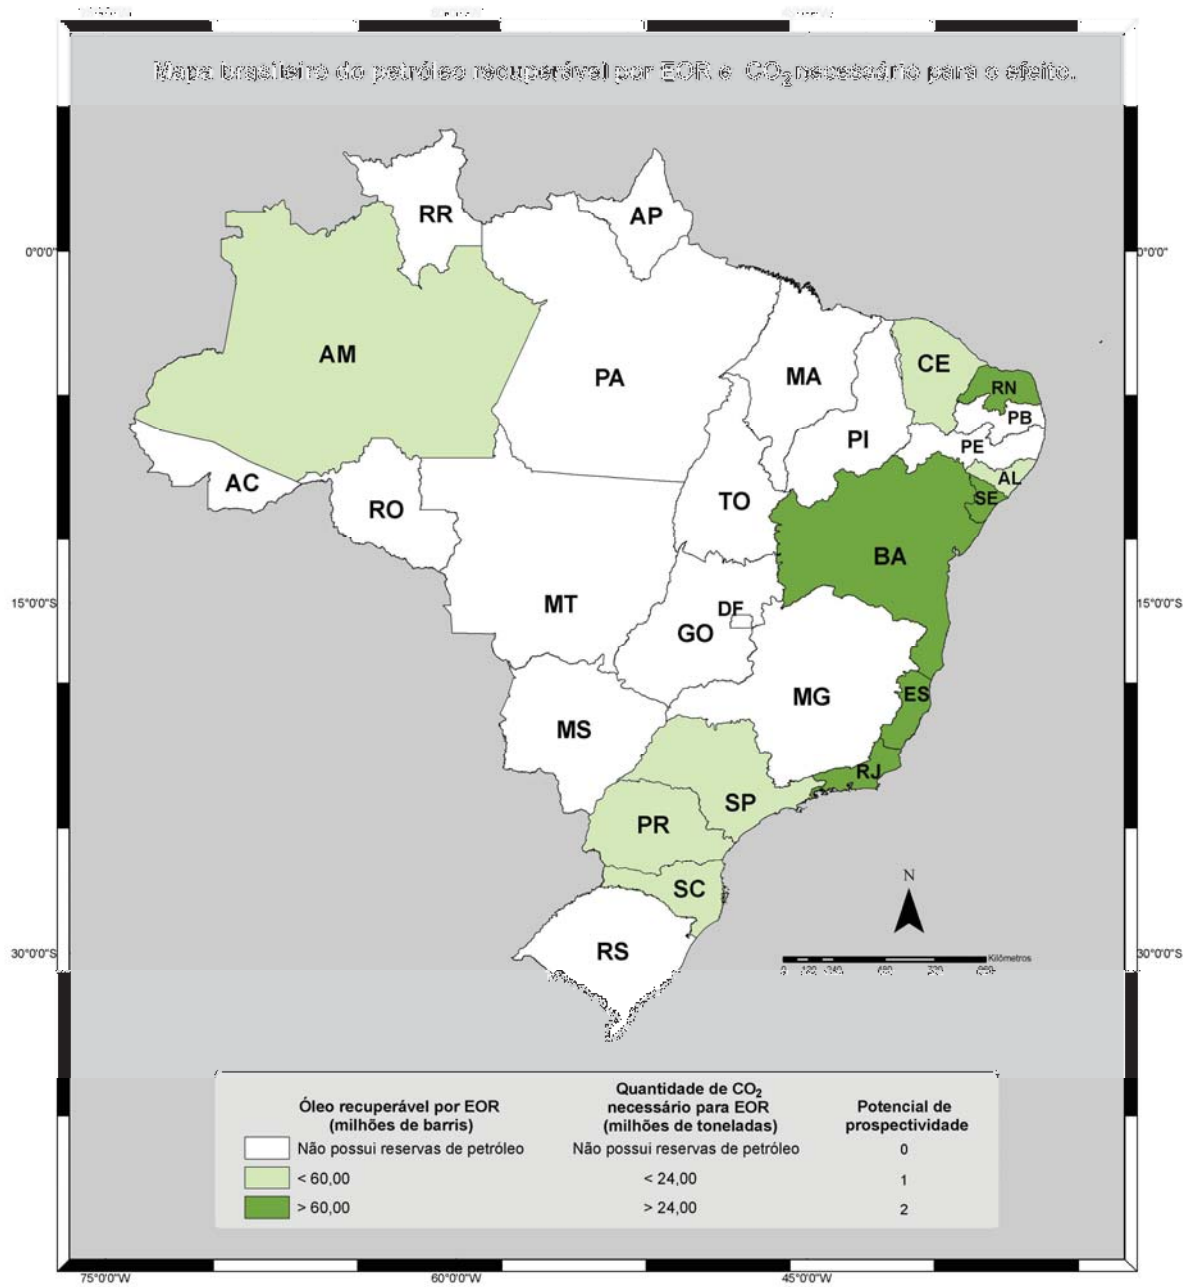 Mapa brasileiro do petróleo recuperável por EOR e CO2 necessário para o efeito.
RR
AP
0°0'0"
0°0'0"
AM
PA
MA
CE
RN
PB
PI
PE
AL
SE
AC
RO
TO
BA
MT
15°0'0"S
15°0'0"S
DF
GO
MG
ES
MS
RJ
SP
PR
SC
N
RS
30°0'0"S
30°0'0"S
Kilômetros
Óleo recuperável por EOR
(milhões de barris)
Quantidade de CO2
necessário para EOR
(milhões de toneladas)
Potencial de
prospectividade
Não possui reservas de petróleo Não possui reservas de petróleo 0
< 60,00 < 24,00 1
> 60,00 > 24,00 2
75°0'0"W 60°0'0"W 45°0'0"W